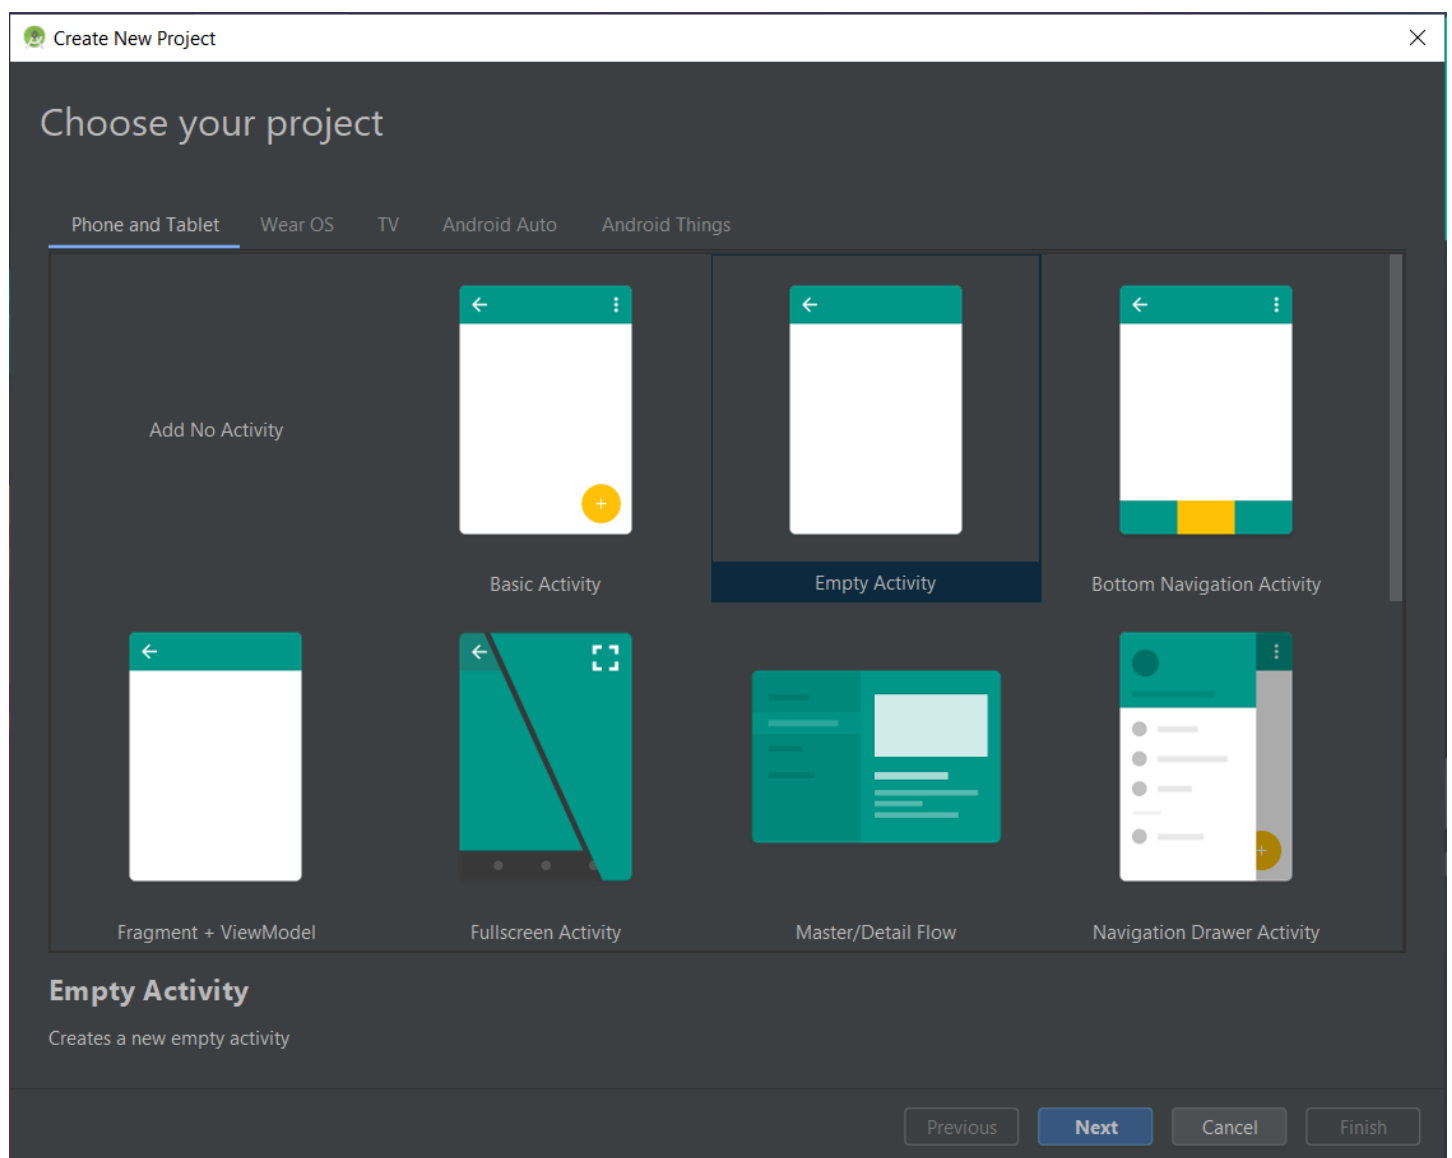 Create New Project
Choose your project
Phone and Tablet Wear OS TV Android Auto Android Things
Add No Activity
Basic Activity
Empty Activity
Bottom Navigation Activity
Fragment + ViewModel
Fullscreen Activity
Master/Detail Flow
Navigation Drawer Activity
Empty Activity
Creates a new empty activity
Previous Next Cancel Finish